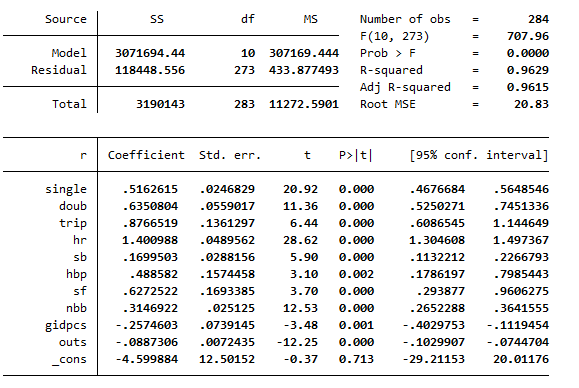 Source SS df MS Number of obs = 284
F(10, 273) = 707.96
Model 3071694.44 10 307169.444 Prob > F = 0.0000
Residual 118448.556 273 433.877493 R-squared = 0.9629
Adj R-squared = 0.9615
Total 3190143 283 11272.5901 Root MSE = 20.83
r Coefficient Std. err. t P>|t| [95% conf. interval]
single .5162615 .0246829 20.92 0.000 .4676684 .5648546
doub .6350804 .0559017 11.36 0.000 .5250271 .7451336
trip .8766519 .1361297 6.44 0.000 .6086545 1.144649
hr 1.400988 .0489562 28.62 0.000 1.304608 1.497367
sb .1699503 .0288156 5.90 0.000 .1132212 .2266793
hbp .488582 .1574458 3.10 0.002 .1786197 .7985443
sf .6272522 .1693385 3.70 0.000 .293877 .9606275
nbb .3146922 .025125 12.53 0.000 .2652288 .3641555
gidpcs -.2574603 .0739145 -3.48 0.001 -.4029753 -.1119454
outs -.0887306 .0072435 -12.25 0.000 -.1029907 -.0744704
_cons -4.599884 12.50152 -0.37 0.713 -29.21153 20.01176